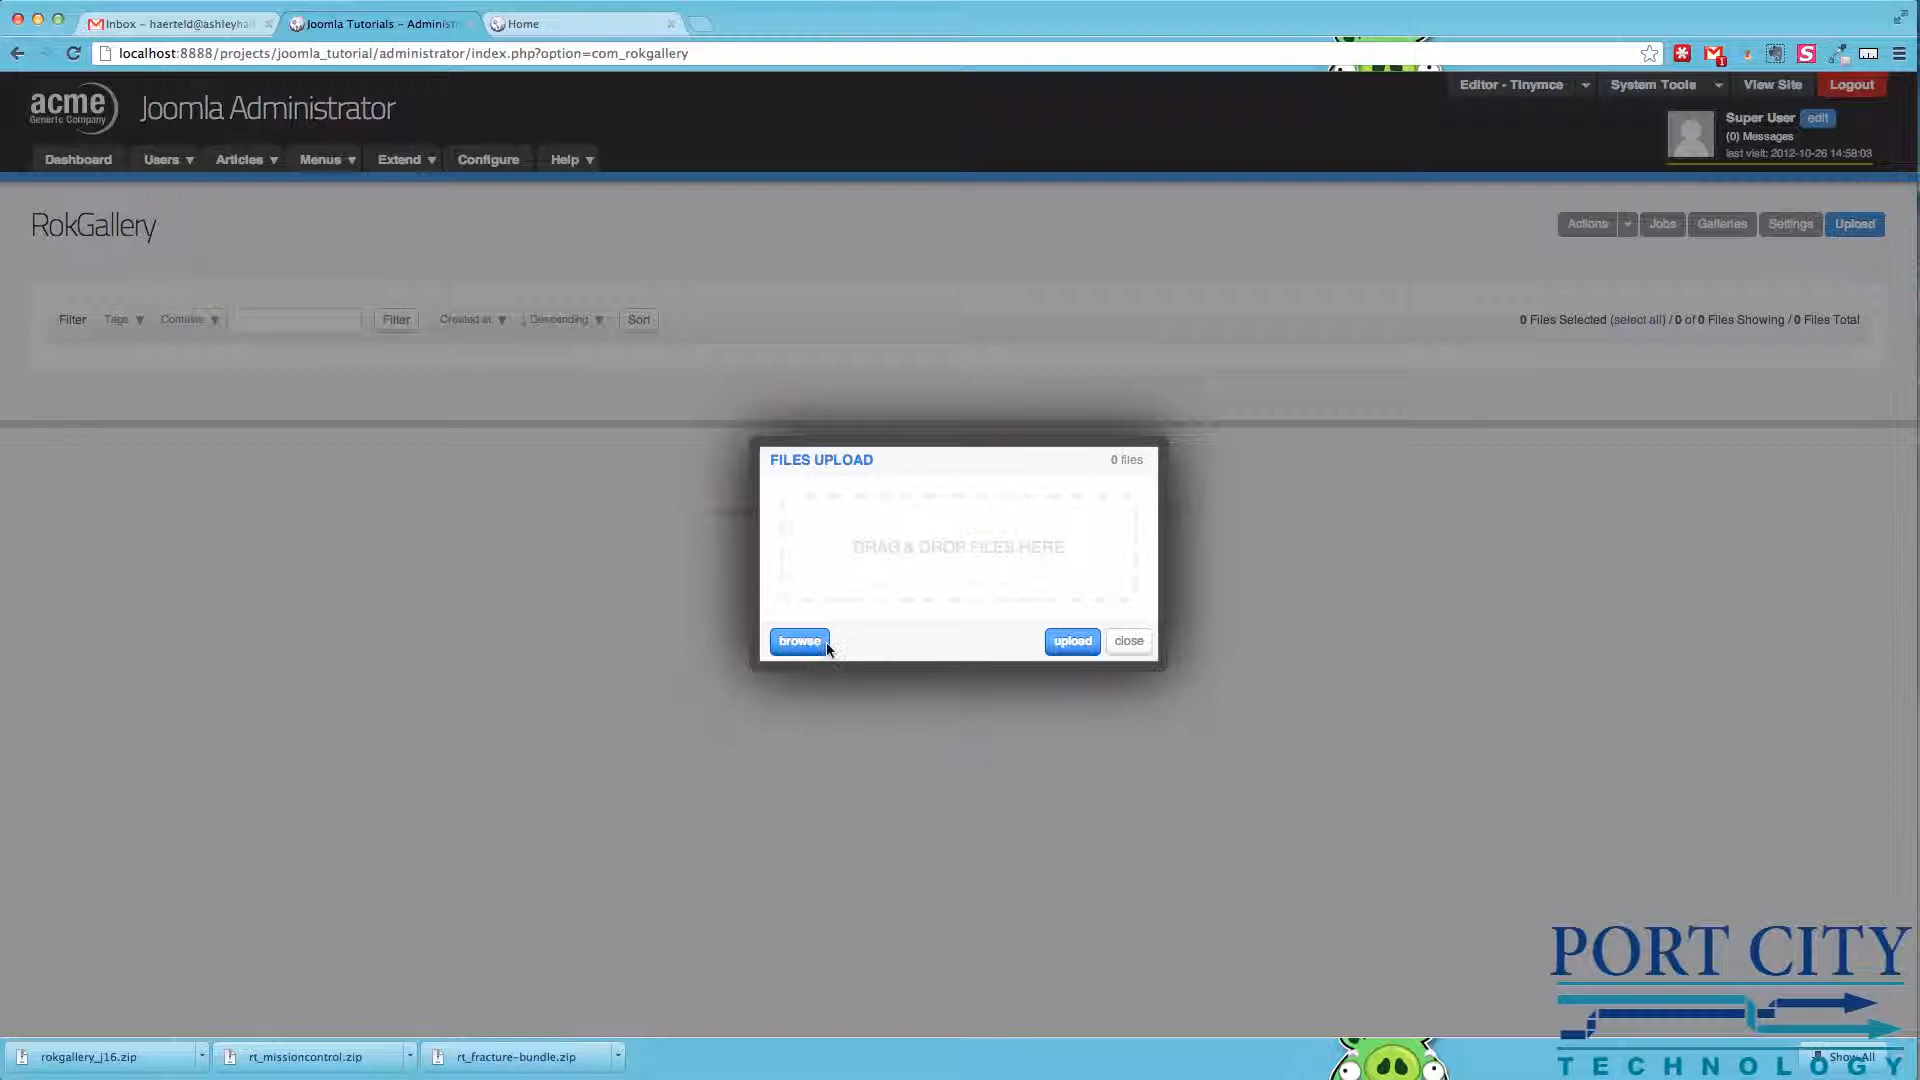 Inbox – haerteld@ashleyhal
Joomla Tutorials – Administr
Home
localhost:8888/projects/joomla_tutorial/administrator/index.php?option=com_rokgallery
1
acme
Generic Company
Joomla Administrator
Editor - Tinymce
System Tools
View Site
Logout
Super User edit
(0) Messages
last visit: 2012-10-26 14:58:03
Dashboard
Users ▼
Articles ▼
Menus ▼
Extend ▼
Configure
Help ▼
RokGallery
Actions
Jobs
Galleries
Settings
Upload
Filter Tags ▼ Contains ▼ Filter Created at ▼ Descending ▼ Sort
0 Files Selected (select all) / 0 of 0 Files Showing / 0 Files Total
FILES UPLOAD
0 files
DRAG & DROP FILES HERE
browse
upload
close
PORT CITY
TECHNOLOGY
rokgallery_j16.zip
rt_missioncontrol.zip
rt_fracture-bundle.zip
Show All